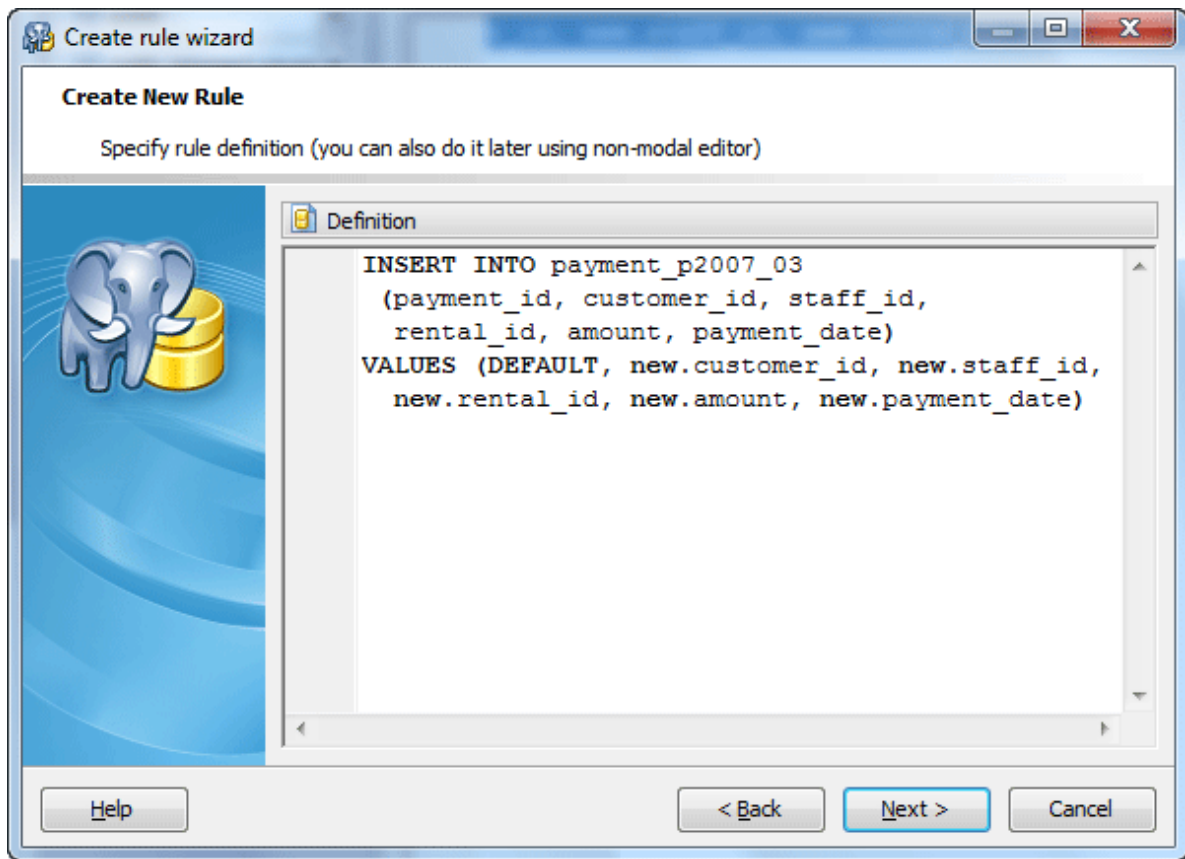 Create rule wizard
Create New Rule
Specify rule definition (you can also do it later using non-modal editor)
Definition
INSERT INTO payment_p2007_03
(payment_id, customer_id, staff_id,
rental_id, amount, payment_date)
VALUES (DEFAULT, new.customer_id, new.staff_id,
new.rental_id, new.amount, new.payment_date)
Help
< Back
Next >
Cancel